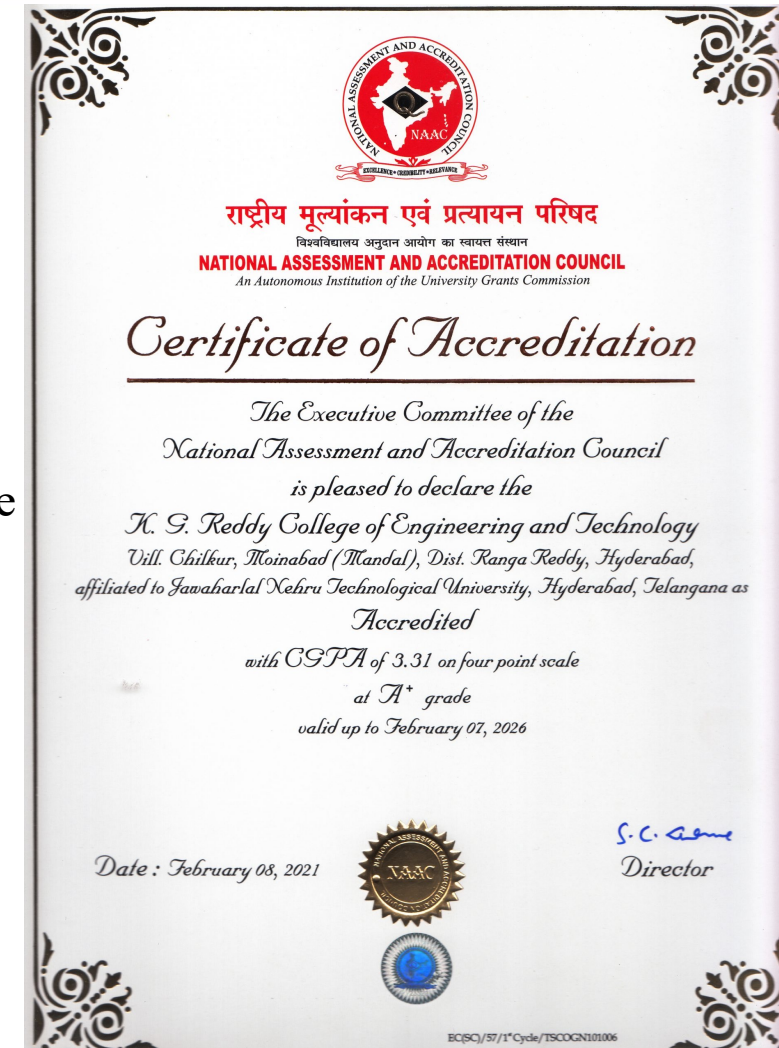 NATIONAL ASSESSMENT AND ACCREDITATION COUNCIL
Q
NAAC
EXCELLENCE • CREDIBILITY • RELEVANCE
राष्ट्रीय मूल्यांकन एवं प्रत्यायन परिषद
विश्वविद्यालय अनुदान आयोग का स्वायत्त संस्थान
NATIONAL ASSESSMENT AND ACCREDITATION COUNCIL
An Autonomous Institution of the University Grants Commission
Certificate of Accreditation
The Executive Committee of the
National Assessment and Accreditation Council
is pleased to declare the
e
K. G. Reddy College of Engineering and Technology
Vill. Chilkur, Moinabad (Mandal), Dist. Ranga Reddy, Hyderabad,
affiliated to Jawaharlal Nehru Technological University, Hyderabad, Telangana as
Accredited
with CGPA of 3.31 on four point scale
at A+ grade
valid up to February 07, 2026
S. C.
Date : February 08, 2021
NAAC
Director
EC(SC)/57/1st Cycle/TSCOGN101006